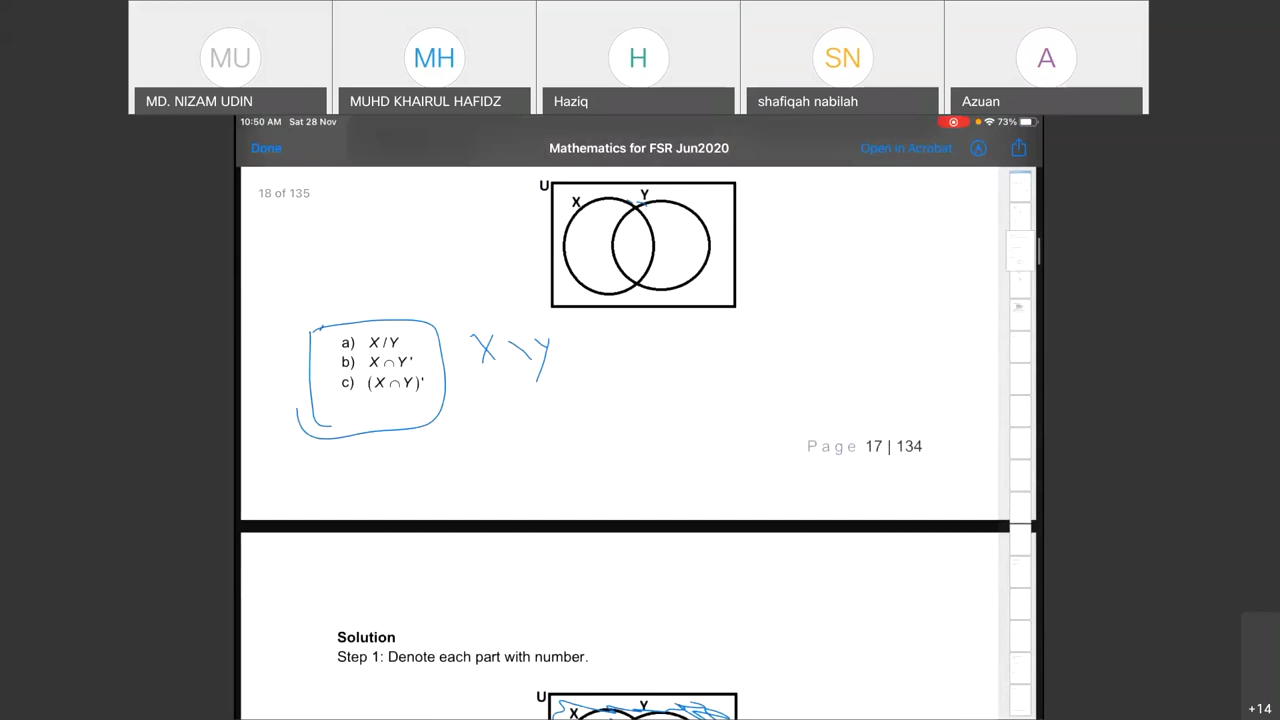 MU MH H SN A
MD. NIZAM UDIN MUHD KHAIRUL HAFIDZ Haziq shafiqah nabilah Azuan
10:50 AM Sat 28 Nov 73%
Done Mathematics for FSR Jun2020 Open in Acrobat
18 of 135
U
X Y
a) X / Y
b) X ∩ Y'
c) (X ∩ Y)'
X \ Y
Page 17 | 134
Solution
Step 1: Denote each part with number.
U
X Y
+14